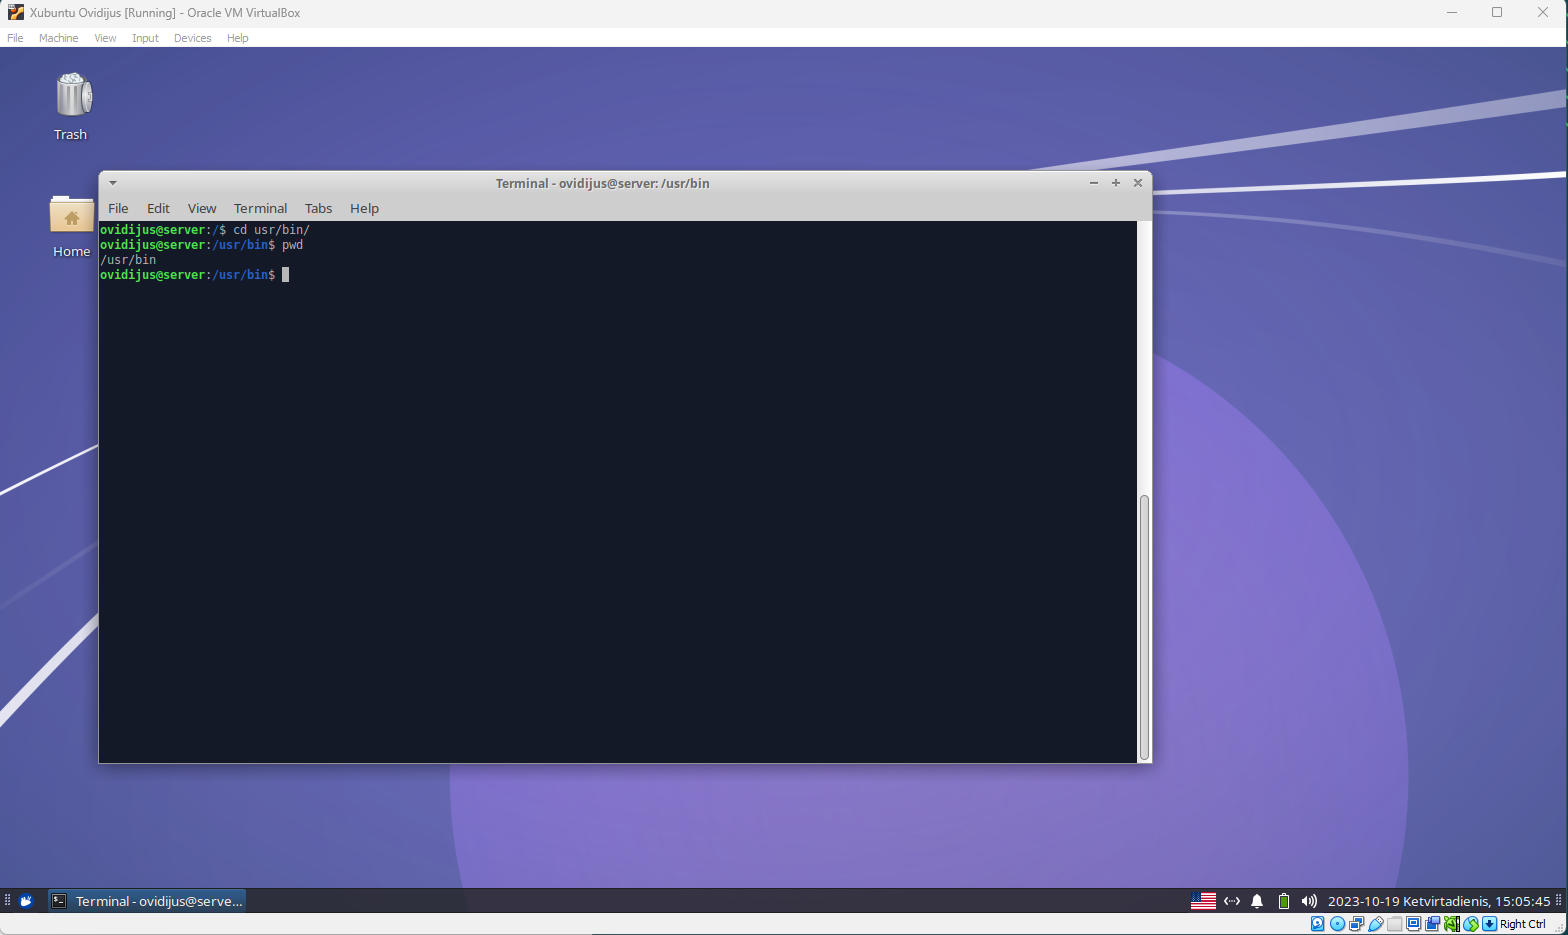 Xubuntu Ovidijus [Running] - Oracle VM VirtualBox
File Machine View Input Devices Help
Trash
Home
Terminal - ovidijus@server: /usr/bin
File Edit View Terminal Tabs Help
ovidijus@server:/$ cd usr/bin/
ovidijus@server:/usr/bin$ pwd
/usr/bin
ovidijus@server:/usr/bin$
Terminal - ovidijus@serve...
2023-10-19 Ketvirtadienis, 15:05:45
Right Ctrl